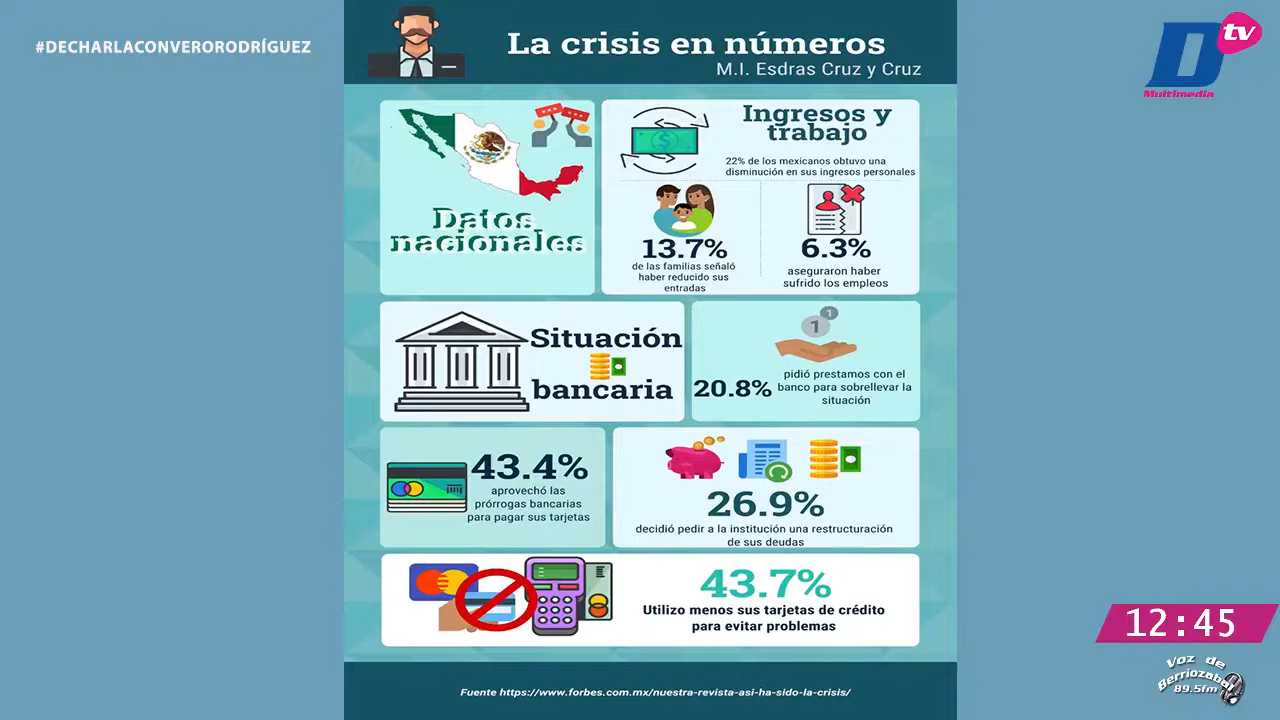 #DECHARLACONVERORODRÍGUEZ
La crisis en números
M.I. Esdras Cruz y Cruz
D tv
Multimedia
Datos
nacionales
Ingresos y
trabajo
22% de los mexicanos obtuvo una
disminución en sus ingresos personales
13.7%
de las familias señaló
haber reducido sus
entradas
6.3%
aseguraron haber
sufrido los empleos
Situación
bancaria
20.8%
pidió prestamos con el
banco para sobrellevar la
situación
43.4%
aprovechó las
prórrogas bancarias
para pagar sus tarjetas
26.9%
decidió pedir a la institución una restructuración
de sus deudas
43.7%
Utilizo menos sus tarjetas de crédito
para evitar problemas
12:45
Voz de
Berriozabal
89.5fm
Fuente https://www.forbes.com.mx/nuestra-revista-asi-ha-sido-la-crisis/